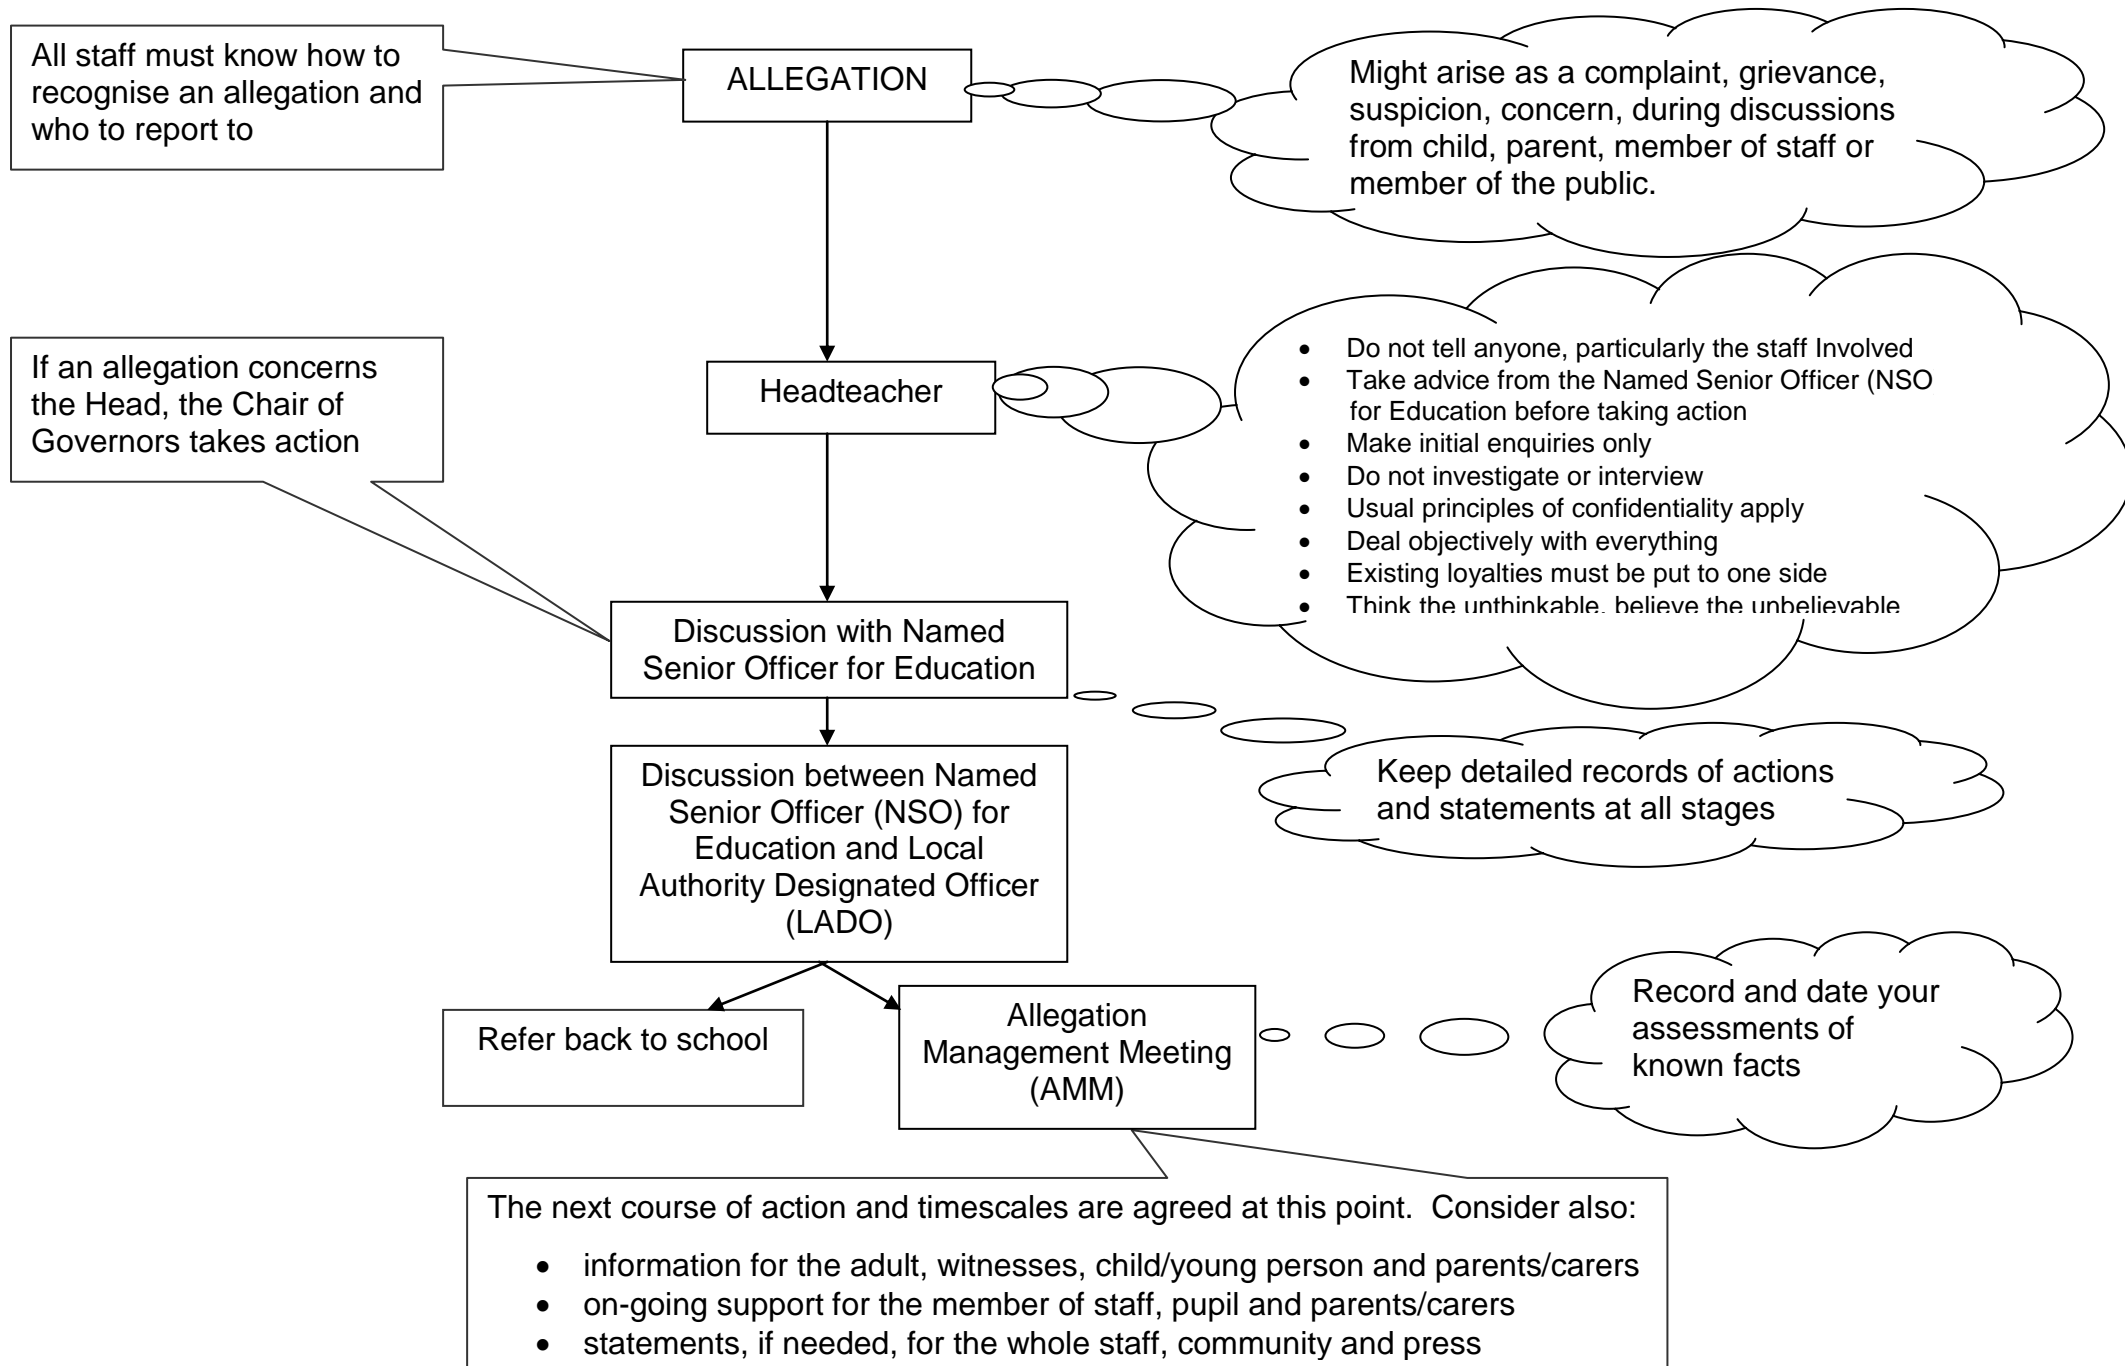 All staff must know how to
recognise an allegation and
who to report to
ALLEGATION
Might arise as a complaint, grievance,
suspicion, concern, during discussions
from child, parent, member of staff or
member of the public.
If an allegation concerns
the Head, the Chair of
Governors takes action
Headteacher
• Do not tell anyone, particularly the staff Involved
• Take advice from the Named Senior Officer (NSO
for Education before taking action
• Make initial enquiries only
• Do not investigate or interview
• Usual principles of confidentiality apply
• Deal objectively with everything
• Existing loyalties must be put to one side
• Think the unthinkable, believe the unbelievable
Discussion with Named
Senior Officer for Education
Keep detailed records of actions
and statements at all stages
Discussion between Named
Senior Officer (NSO) for
Education and Local
Authority Designated Officer
(LADO)
Refer back to school
Allegation
Management Meeting
(AMM)
Record and date your
assessments of
known facts
The next course of action and timescales are agreed at this point.  Consider also:
• information for the adult, witnesses, child/young person and parents/carers
• on-going support for the member of staff, pupil and parents/carers
• statements, if needed, for the whole staff, community and press